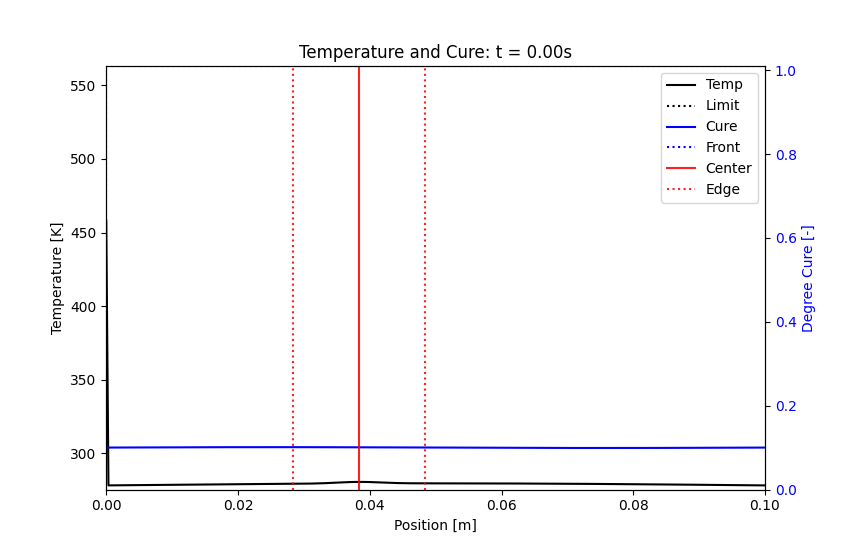 Temperature and Cure: t = 0.00s
550
500
450
400
350
300
Temperature [K]
1.0
0.8
0.6
0.4
0.2
0.0
Degree Cure [-]
Temp
Limit
Cure
Front
Center
Edge
0.00
0.02
0.04
0.06
0.08
0.10
Position [m]